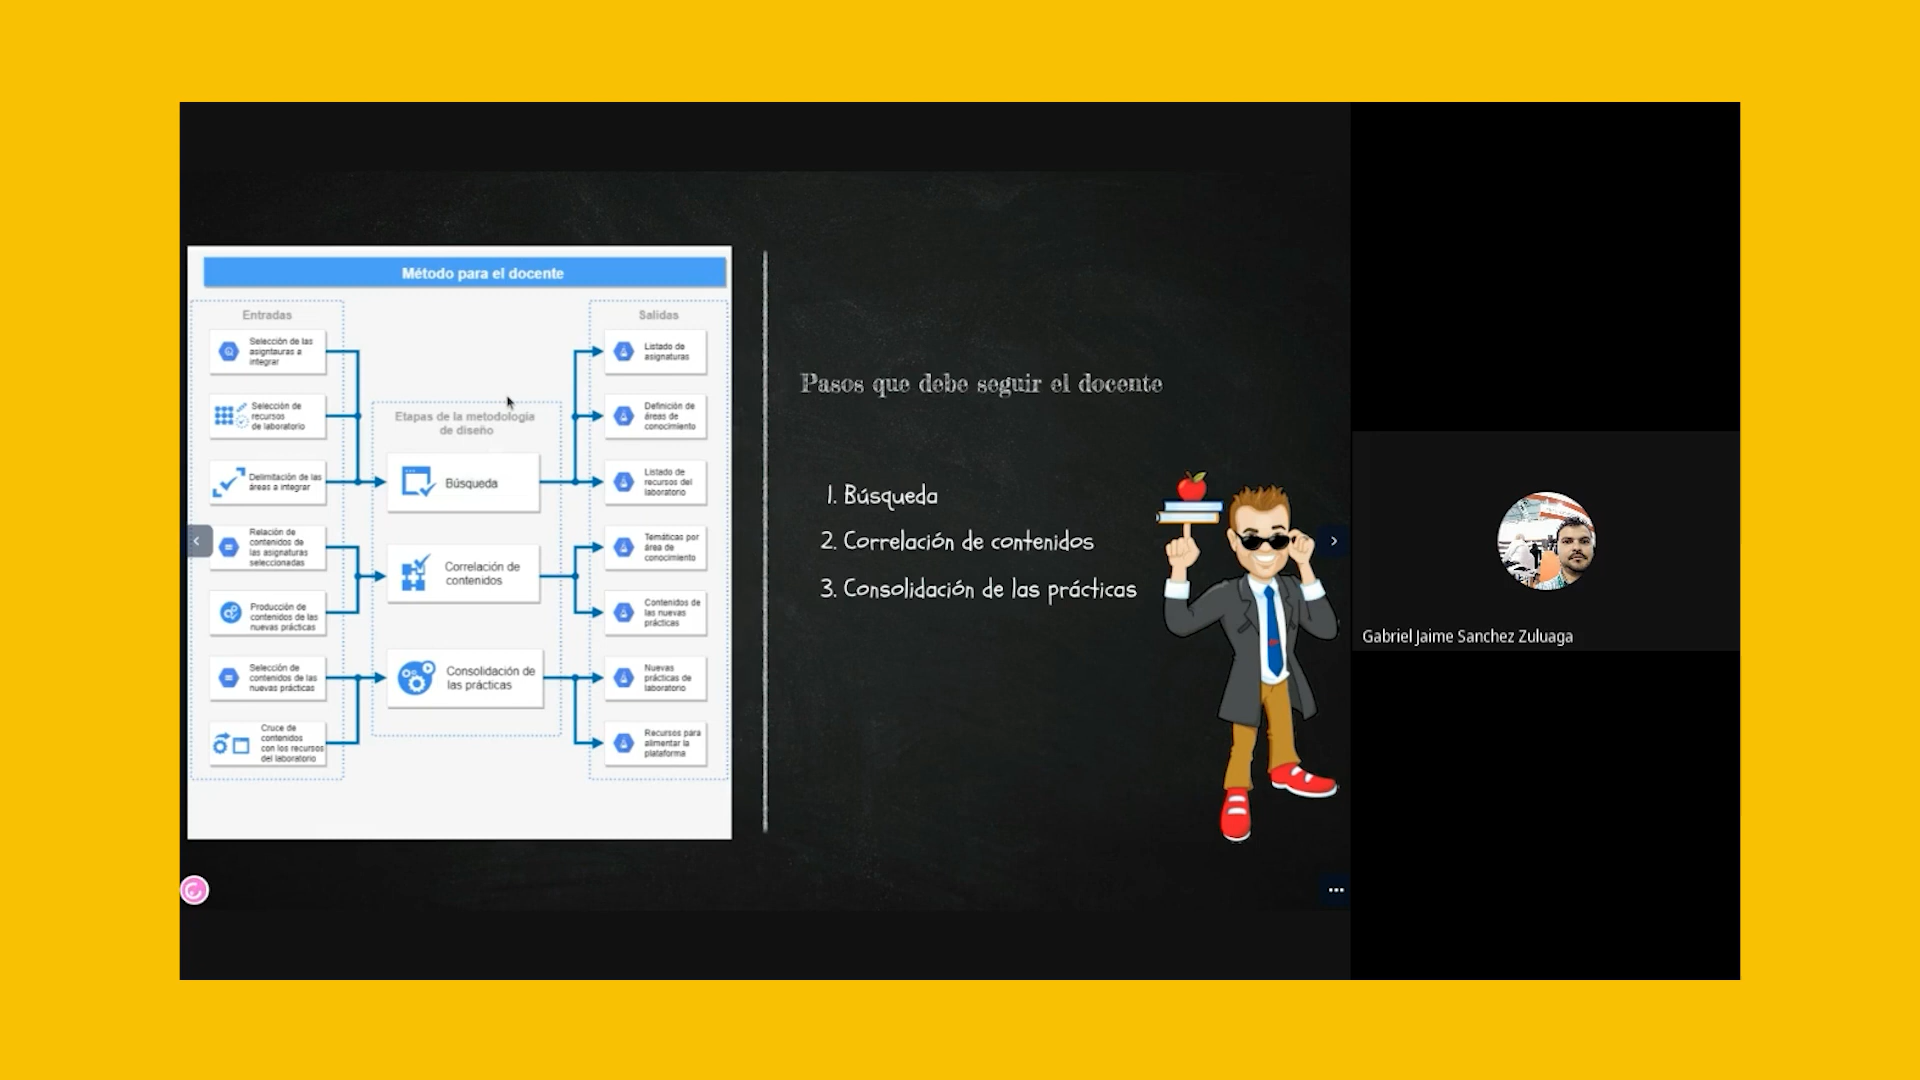 Método para el docente
Entradas
Selección de las
asigntauras a
integrar
Selección de
recursos
de laboratorio
Delimitación de las
áreas a integrar
Relación de
contenidos de
las asignaturas
seleccionadas
Producción de
contenidos de las
nuevas prácticas
Selección de
contenidos de las
nuevas prácticas
Cruce de
contenidos
con los recursos
del laboratorio
Etapas de la metodología
de diseño
Búsqueda
Correlación de
contenidos
Consolidación de
las prácticas
Salidas
Listado de
asignaturas
Definición de
áreas de
conocimiento
Listado de
recursos del
laboratorio
Temáticas por
área de
conocimiento
Contenidos de
las nuevas
prácticas
Nuevas
prácticas de
laboratorio
Recursos para
alimentar la
plataforma
Pasos que debe seguir el docente
1. Búsqueda
2. Correlación de contenidos
3. Consolidación de las prácticas
Gabriel Jaime Sanchez Zuluaga